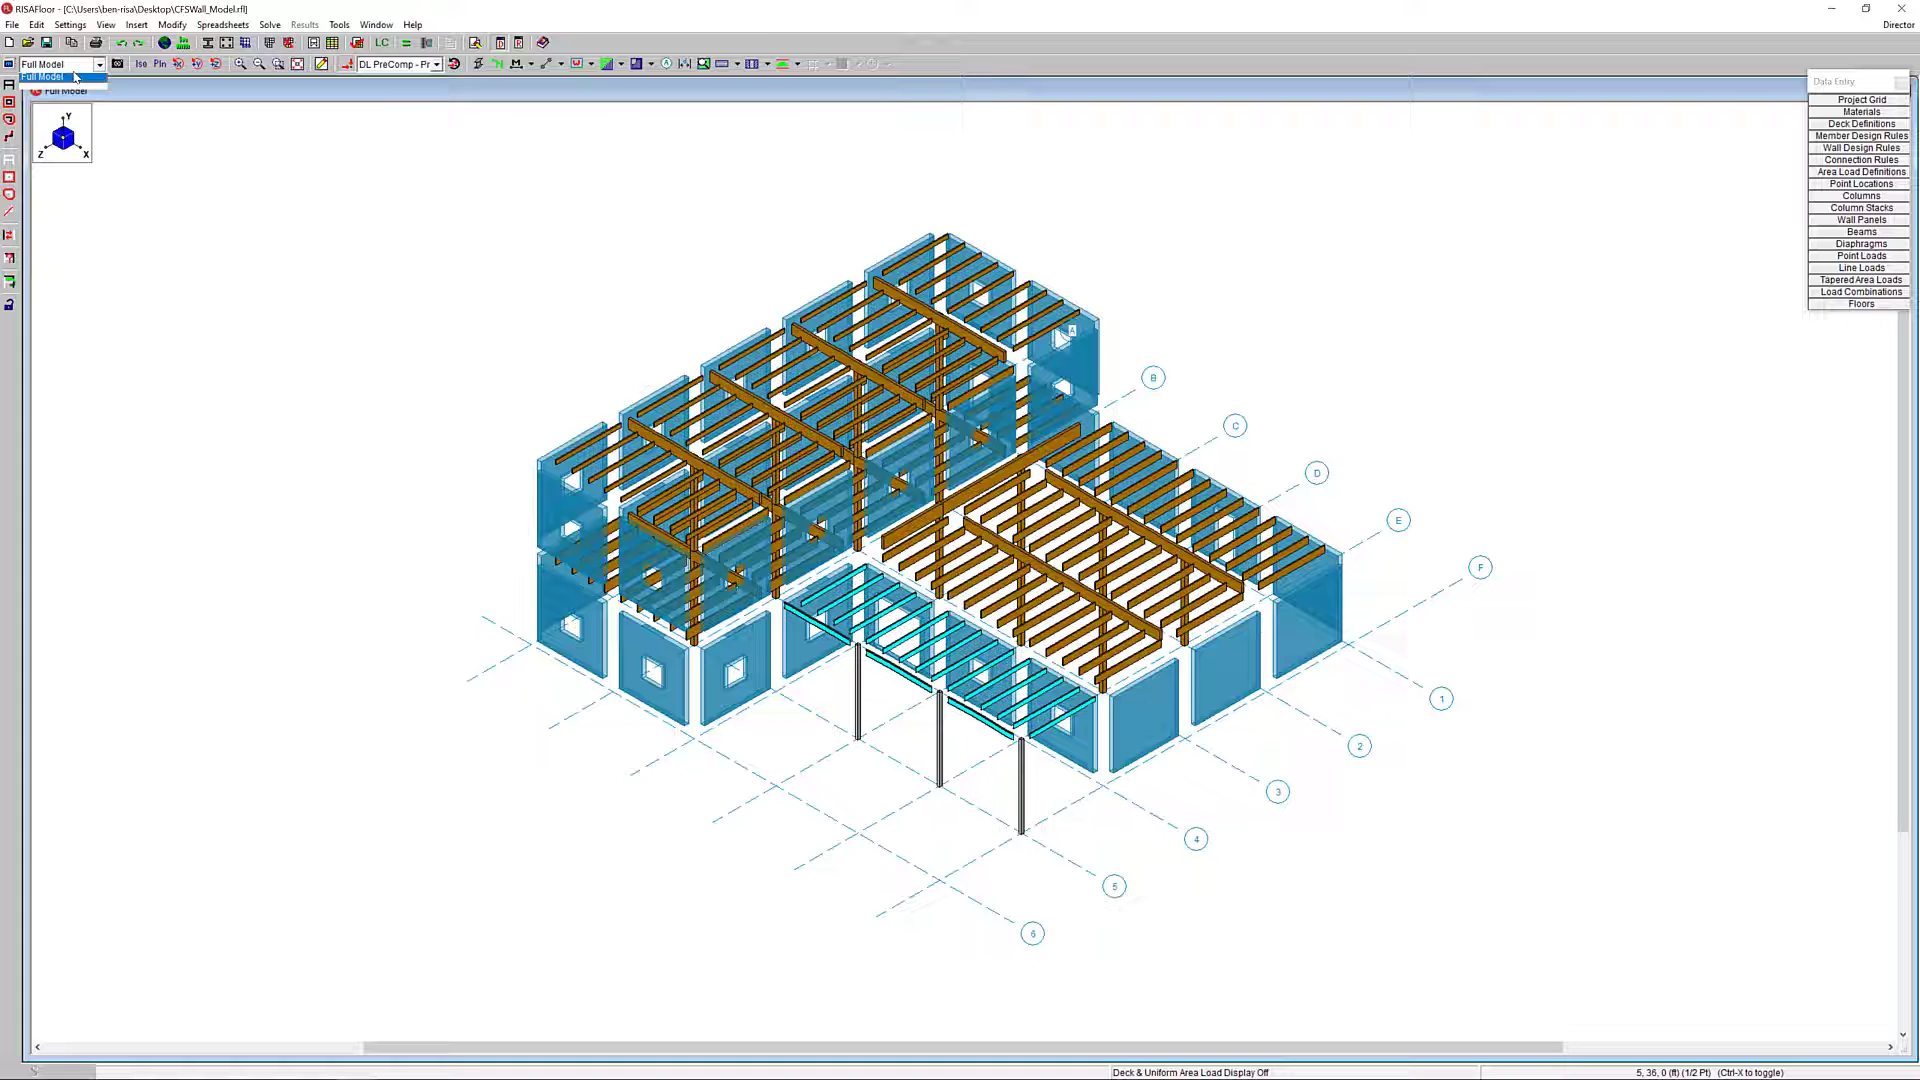 RISAFloor - [C:\Users\ben-risa\Desktop\CFSWall_Model.rfl]
File Edit Settings View Insert Modify Spreadsheets Solve Results Tools Window Help
Director
LC
Full Model Iso Pln DL PreComp - Pr
Full Model
Full Model
Data Entry
Project Grid
Materials
Deck Definitions
Member Design Rules
Wall Design Rules
Connection Rules
Area Load Definitions
Point Locations
Columns
Column Stacks
Wall Panels
Beams
Diaphragms
Point Loads
Line Loads
Tapered Area Loads
Load Combinations
Floors
Y
Z X
A
B
C
D
E
F
1
2
3
4
5
6
Deck & Uniform Area Load Display Off
5, 36, 0 (ft) (1/2 Pt) (Ctrl-X to toggle)